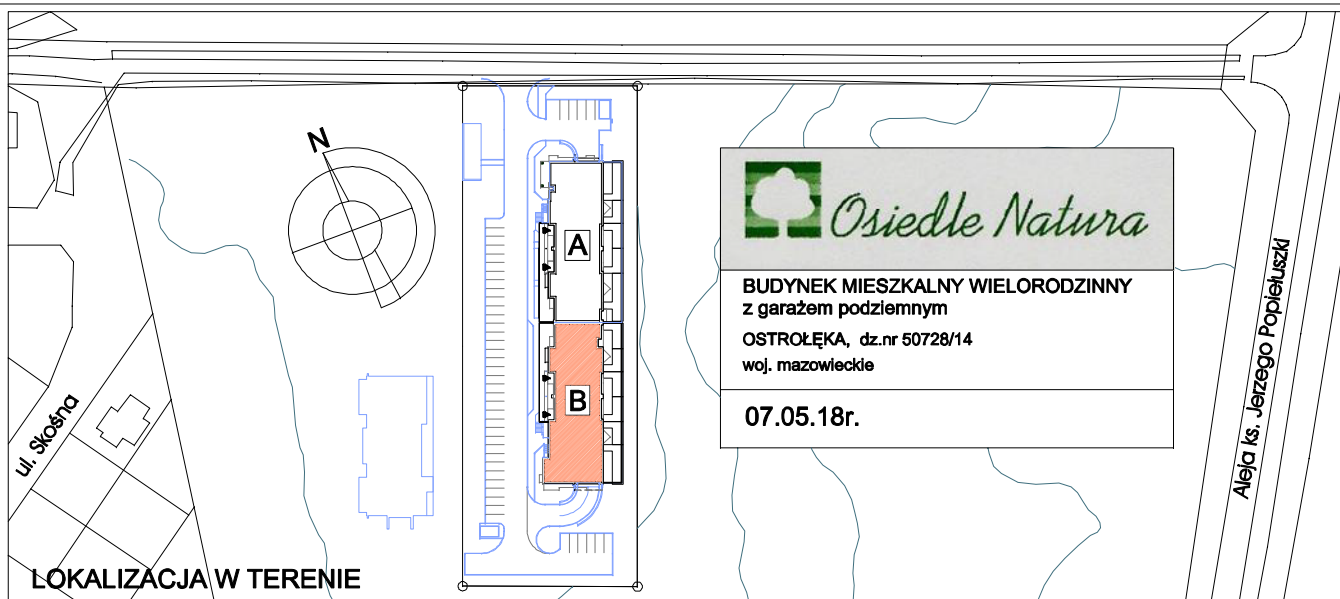 N
A
B
Osiedle Natura
BUDYNEK MIESZKALNY WIELORODZINNY
z garażem podziemnym
OSTROŁĘKA, dz.nr 50728/14
woj. mazowieckie
07.05.18r.
Aleja ks. Jerzego Popiełuszki
ul. Skośna
LOKALIZACJA W TERENIE